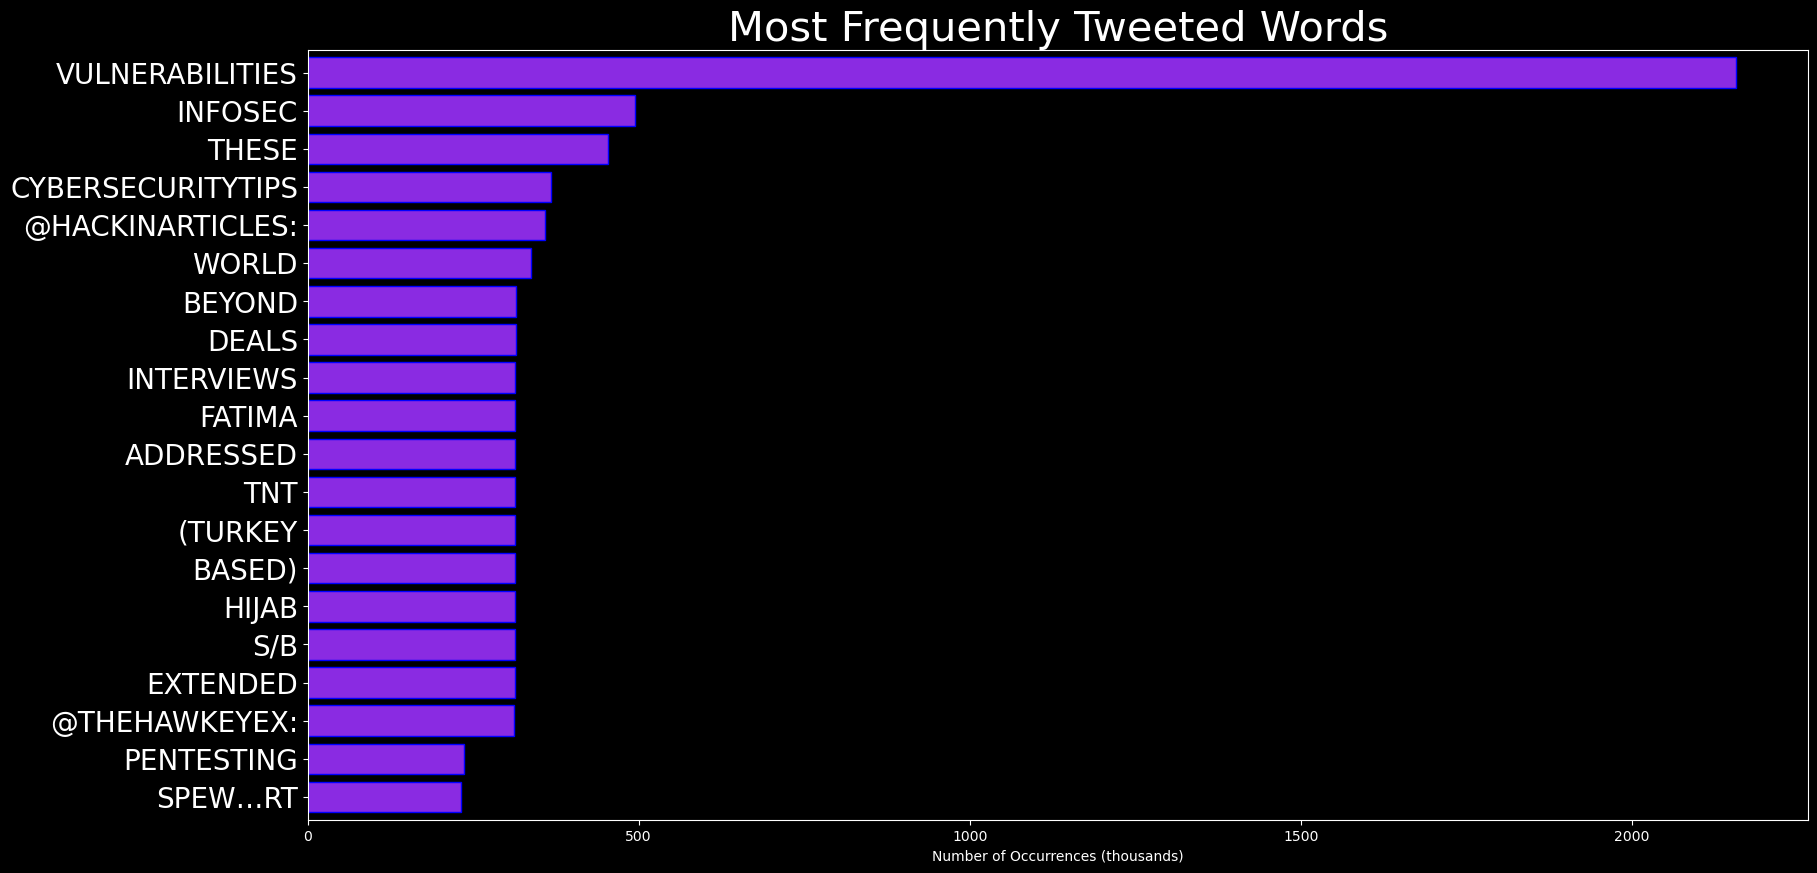 Most Frequently Tweeted Words
VULNERABILITIES
INFOSEC
THESE
CYBERSECURITYTIPS
@HACKINARTICLES:
WORLD
BEYOND
DEALS
INTERVIEWS
FATIMA
ADDRESSED
TNT
(TURKEY
BASED)
HIJAB
S/B
EXTENDED
@THEHAWKEYEX:
PENTESTING
SPEW…RT
0 500 1000 1500 2000
Number of Occurrences (thousands)